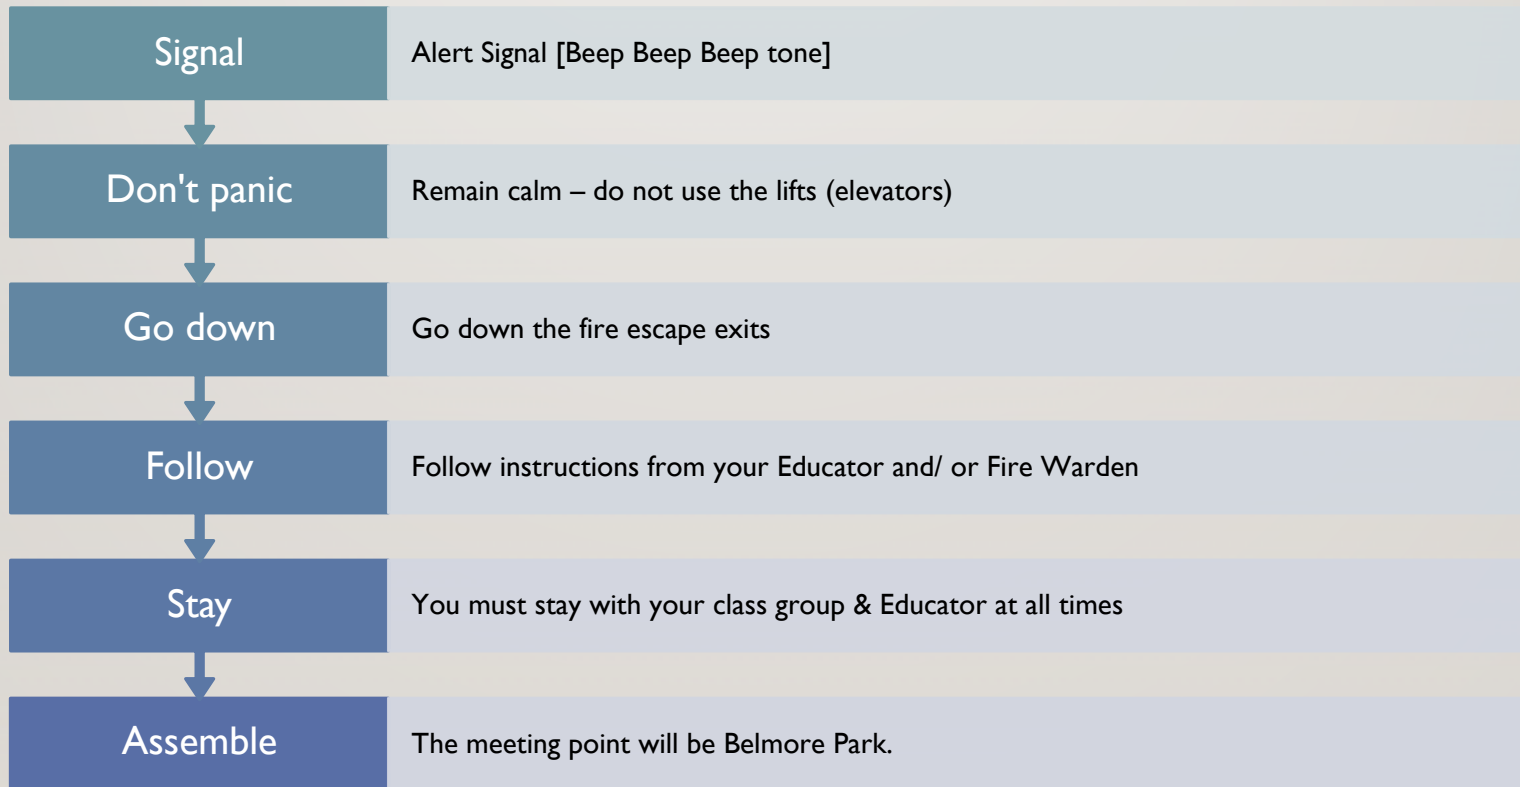 Signal
Alert Signal [Beep Beep Beep tone]
Don't panic
Remain calm – do not use the lifts (elevators)
Go down
Go down the fire escape exits
Follow
Follow instructions from your Educator and/ or Fire Warden
Stay
You must stay with your class group & Educator at all times
Assemble
The meeting point will be Belmore Park.